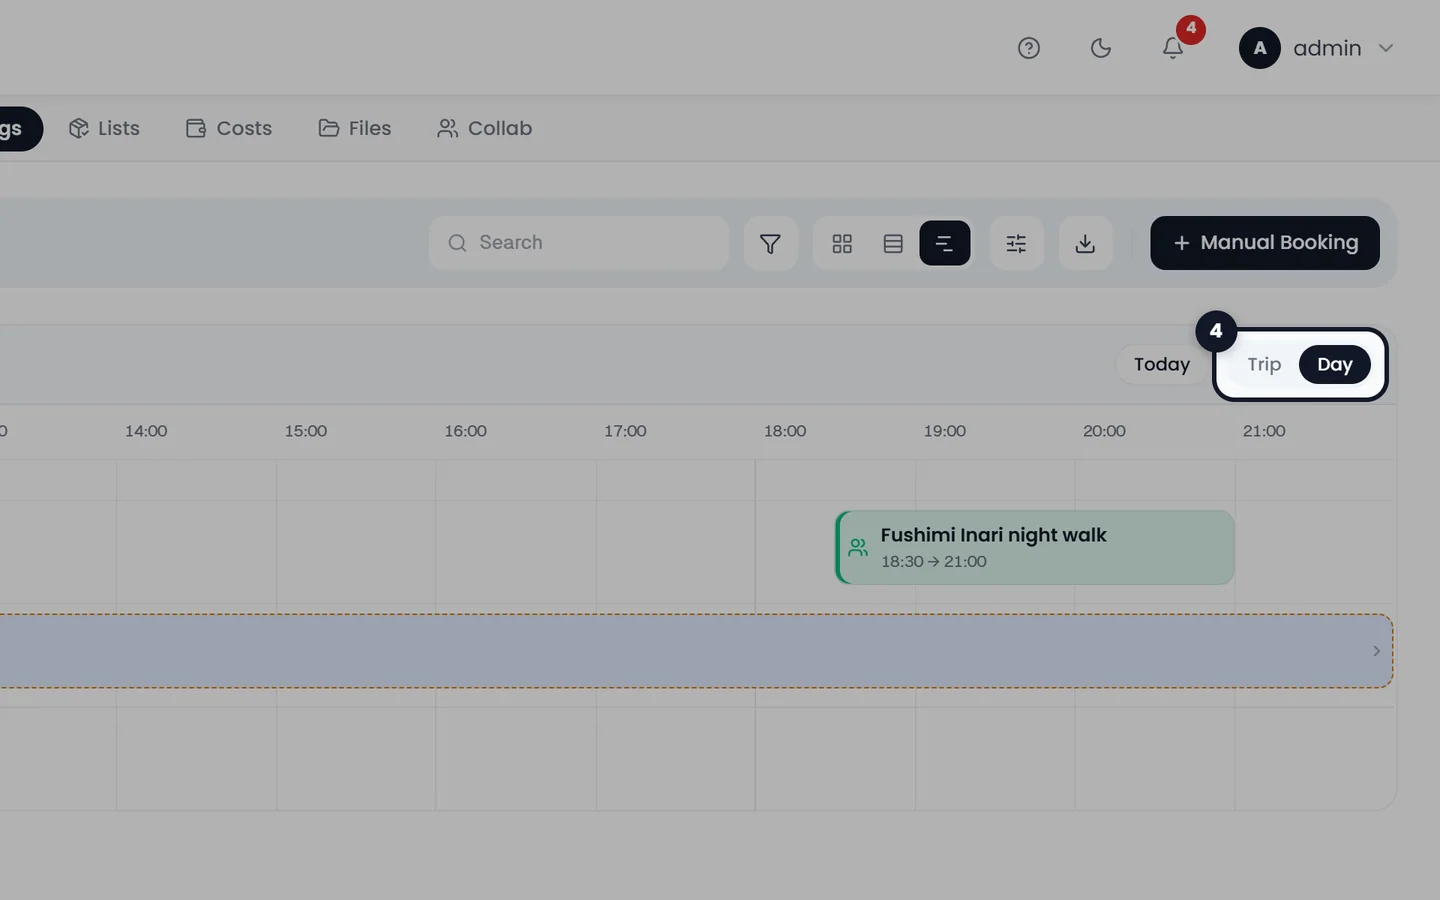 4
A admin
gs Lists Costs Files Collab
Search
+ Manual Booking
4
Today Trip Day
0 14:00 15:00 16:00 17:00 18:00 19:00 20:00 21:00
Fushimi Inari night walk
18:30 → 21:00